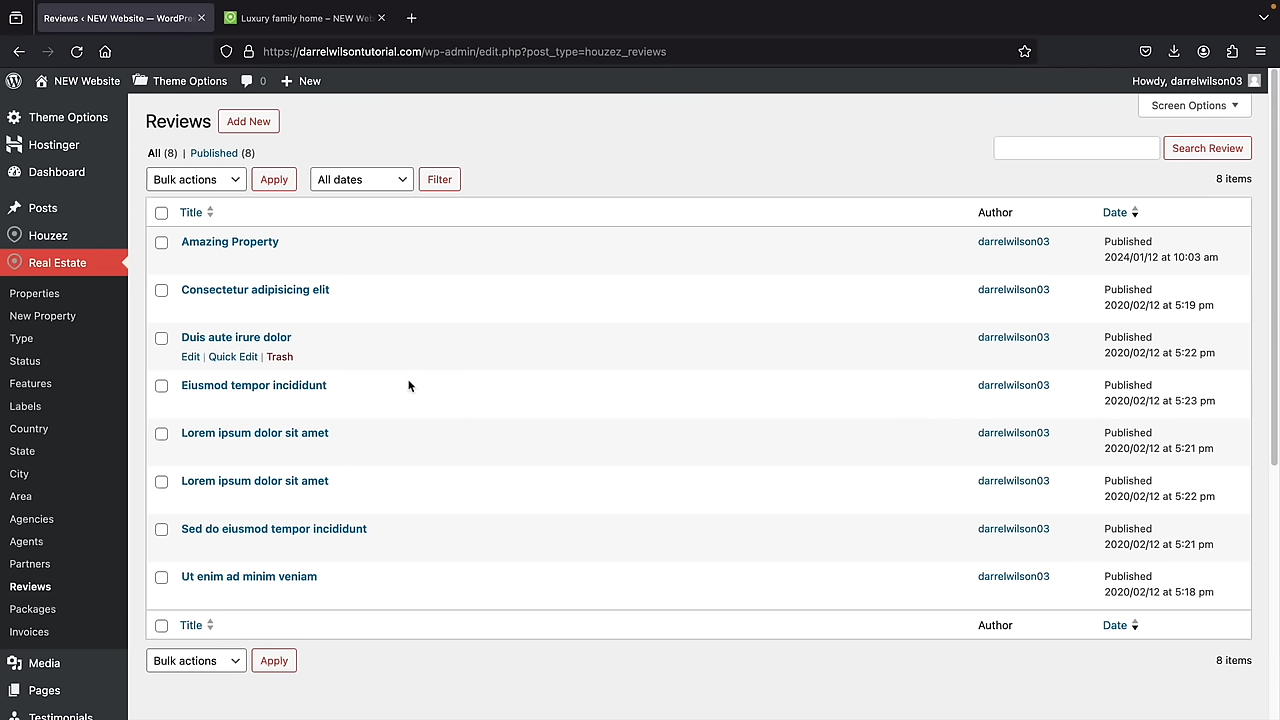 Reviews < NEW Website — WordPre
Luxury family home – NEW Web
https://darrelwilsontutorial.com/wp-admin/edit.php?post_type=houzez_reviews
NEW Website
Theme Options
0
New
Howdy, darrelwilson03
Theme Options
Hostinger
Dashboard
Posts
Houzez
Real Estate
Properties
New Property
Type
Status
Features
Labels
Country
State
City
Area
Agencies
Agents
Partners
Reviews
Packages
Invoices
Media
Pages
Testimonials
Screen Options
Reviews
Add New
All (8) | Published (8)
Search Review
Bulk actions
Apply
All dates
Filter
8 items
Title Author Date
Amazing Property darrelwilson03 Published
2024/01/12 at 10:03 am
Consectetur adipisicing elit darrelwilson03 Published
2020/02/12 at 5:19 pm
Duis aute irure dolor darrelwilson03 Published
Edit | Quick Edit | Trash 2020/02/12 at 5:22 pm
Eiusmod tempor incididunt darrelwilson03 Published
2020/02/12 at 5:23 pm
Lorem ipsum dolor sit amet darrelwilson03 Published
2020/02/12 at 5:21 pm
Lorem ipsum dolor sit amet darrelwilson03 Published
2020/02/12 at 5:22 pm
Sed do eiusmod tempor incididunt darrelwilson03 Published
2020/02/12 at 5:21 pm
Ut enim ad minim veniam darrelwilson03 Published
2020/02/12 at 5:18 pm
Title Author Date
Bulk actions
Apply
8 items